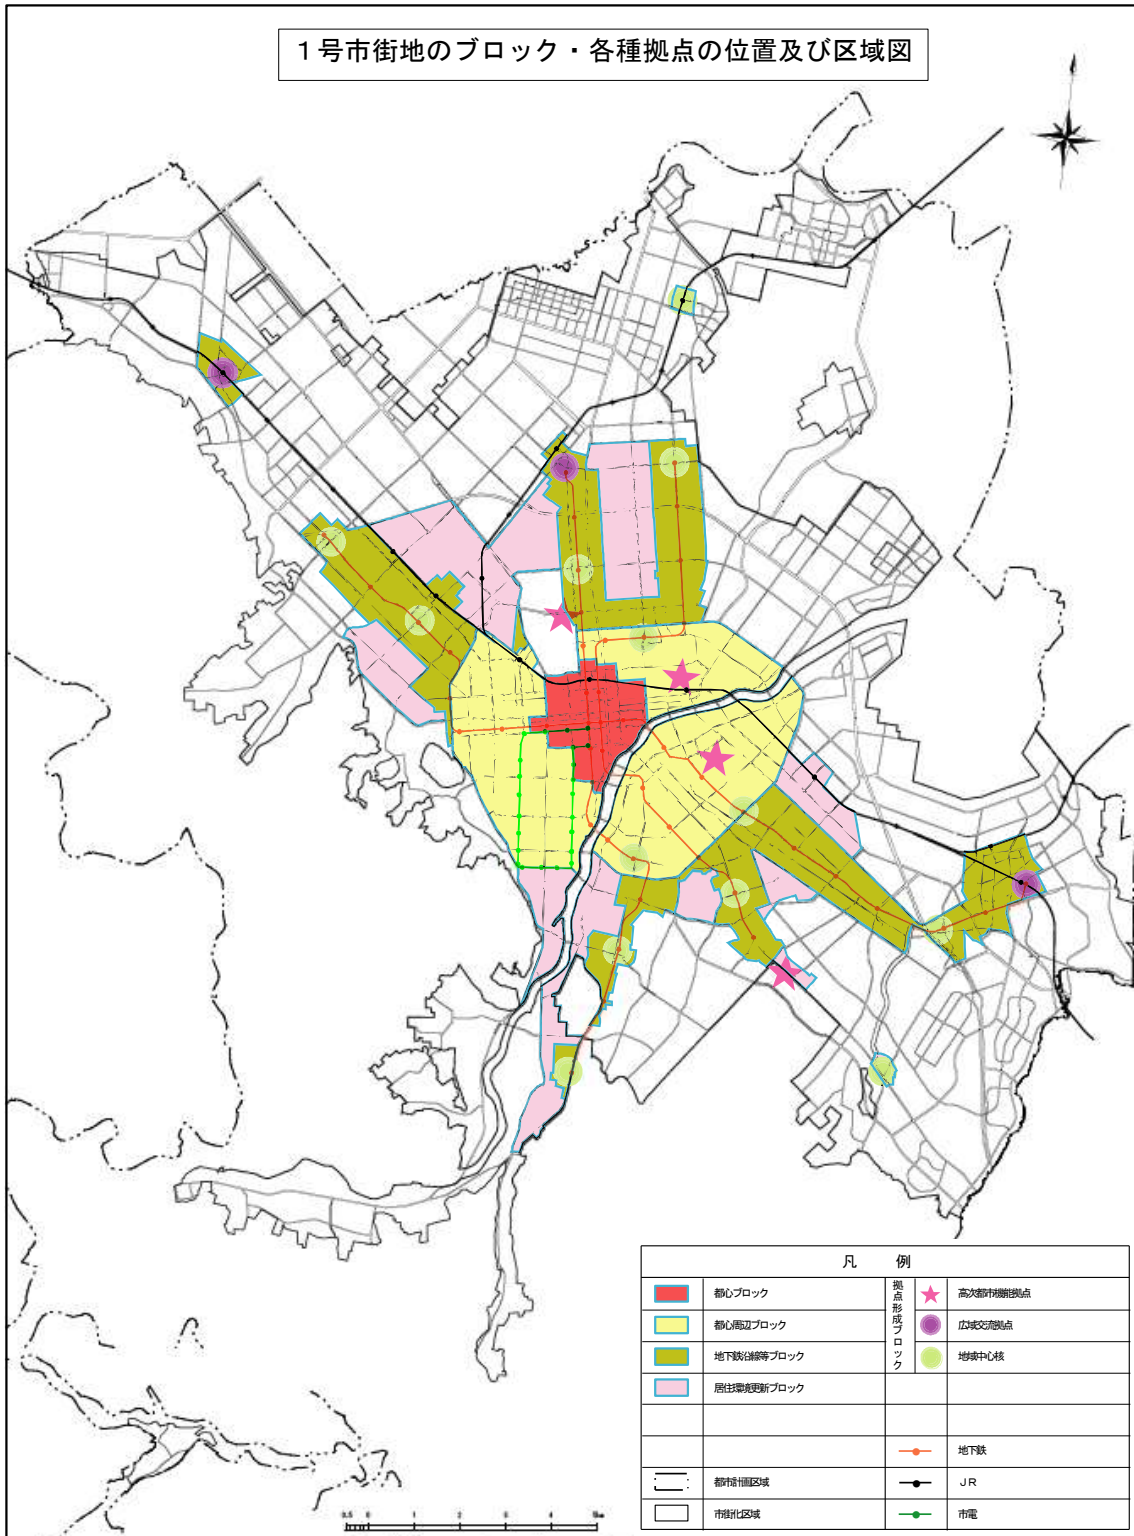 1号市街地のブロック・各種拠点の位置及び区域図
凡 例
都心ブロック
都心周辺ブロック
地下鉄沿線等ブロック
居住環境更新ブロック
都市計画区域
市街化区域
拠点形成ブロック
高次都市機能拠点
広域交流拠点
地域中心核
地下鉄
JR
市電
0.5 0 2 4